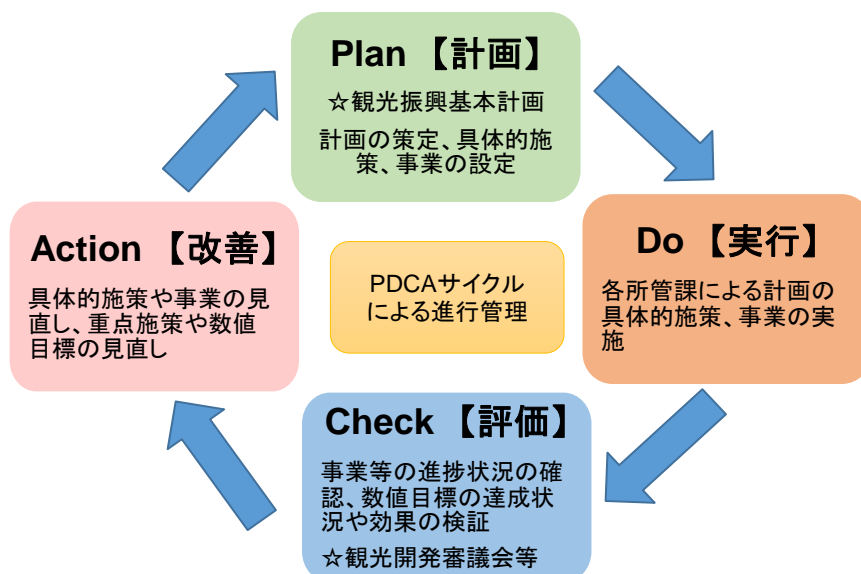 Plan 【計画】
☆観光振興基本計画
計画の策定、具体的施
策、事業の設定
Do 【実行】
各所管課による計画の
具体的施策、事業の実
施
Check 【評価】
事業等の進捗状況の確
認、数値目標の達成状
況や効果の検証
☆観光開発審議会等
Action 【改善】
具体的施策や事業の見
直し、重点施策や数値
目標の見直し
PDCAサイクル
による進行管理